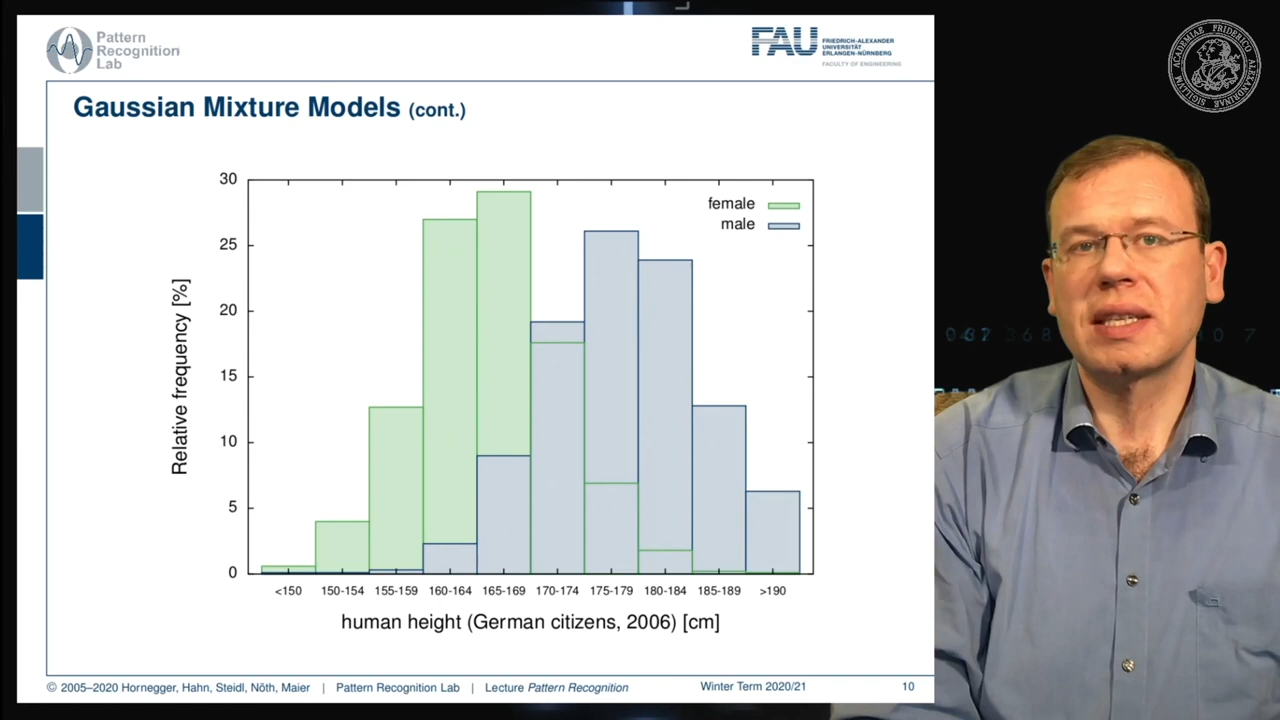 Pattern
Recognition
Lab
FAU
FRIEDRICH-ALEXANDER
UNIVERSITÄT
ERLANGEN-NÜRNBERG
FACULTY OF ENGINEERING
Gaussian Mixture Models (cont.)
30
25
20
15
10
5
0
Relative frequency [%]
female
male
<150 150-154 155-159 160-164 165-169 170-174 175-179 180-184 185-189 >190
human height (German citizens, 2006) [cm]
© 2005–2020 Hornegger, Hahn, Steidl, Nöth, Maier | Pattern Recognition Lab | Lecture Pattern Recognition Winter Term 2020/21 10